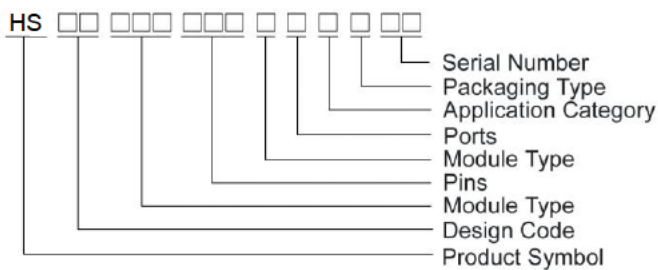 HS □□ □□□ □□□ □ □ □ □ □□
Serial Number
Packaging Type
Application Category
Ports
Module Type
Pins
Module Type
Design Code
Product Symbol